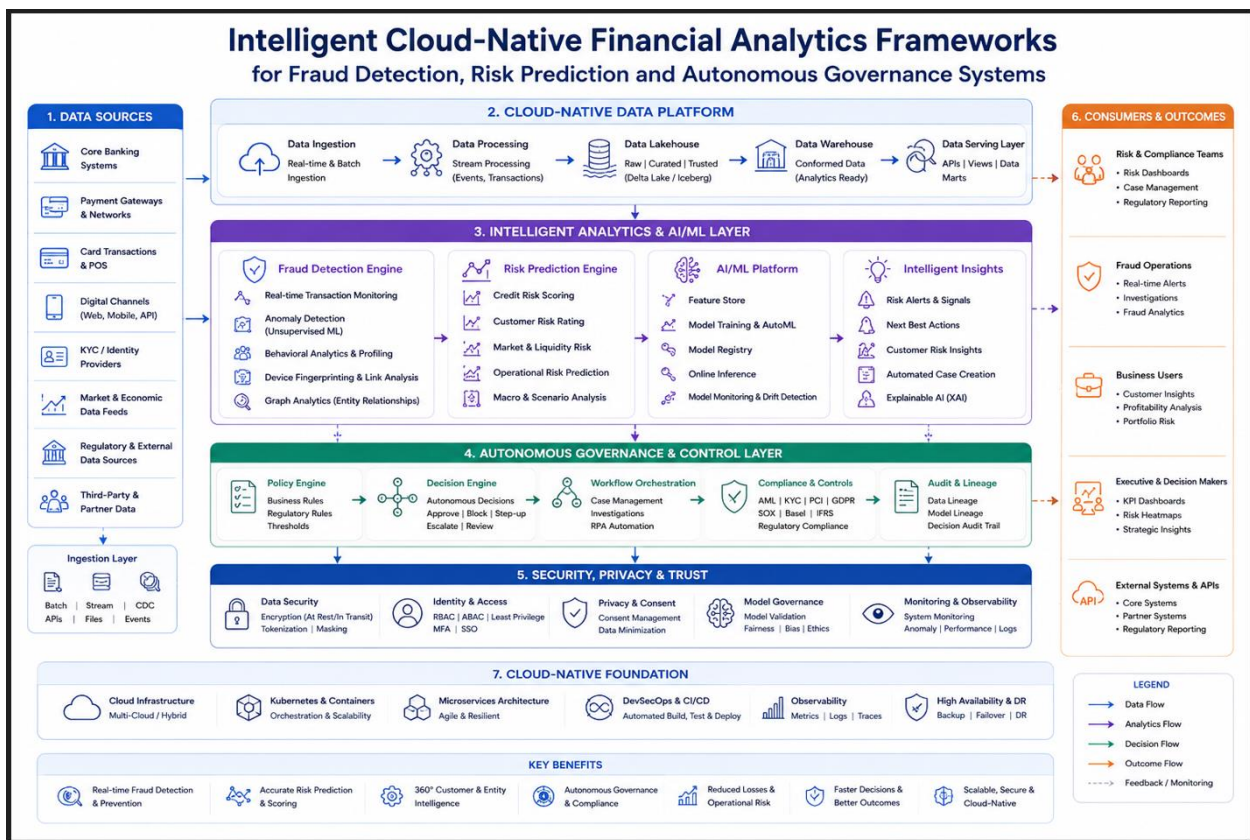 Intelligent Cloud-Native Financial Analytics Frameworks
for Fraud Detection, Risk Prediction and Autonomous Governance Systems
1. DATA SOURCES
Core Banking
Systems
Payment Gateways
& Networks
Card Transactions
& POS
Digital Channels
(Web, Mobile, API)
KYC / Identity
Providers
Market & Economic
Data Feeds
Regulatory & External
Data Sources
Third-Party &
Partner Data
Ingestion Layer
Batch | Stream | CDC
APIs | Files | Events
2. CLOUD-NATIVE DATA PLATFORM
Data Ingestion
Real-time & Batch
Ingestion
Data Processing
Stream Processing
(Events, Transactions)
Data Lakehouse
Raw | Curated | Trusted
(Delta Lake / Iceberg)
Data Warehouse
Conformed Data
(Analytics Ready)
Data Serving Layer
APIs | Views | Data
Marts
3. INTELLIGENT ANALYTICS & AI/ML LAYER
Fraud Detection Engine
Real-time Transaction Monitoring
Anomaly Detection
(Unsupervised ML)
Behavioral Analytics & Profiling
Device Fingerprinting & Link Analysis
Graph Analytics (Entity Relationships)
Risk Prediction Engine
Credit Risk Scoring
Customer Risk Rating
Market & Liquidity Risk
Operational Risk Prediction
Macro & Scenario Analysis
AI/ML Platform
Feature Store
Model Training & AutoML
Model Registry
Online Inference
Model Monitoring & Drift Detection
Intelligent Insights
Risk Alerts & Signals
Next Best Actions
Customer Risk Insights
Automated Case Creation
Explainable AI (XAI)
4. AUTONOMOUS GOVERNANCE & CONTROL LAYER
Policy Engine
Business Rules
Regulatory Rules
Thresholds
Decision Engine
Autonomous Decisions
Approve | Block | Step-up
Escalate | Review
Workflow Orchestration
Case Management
Investigations
RPA Automation
Compliance & Controls
AML | KYC | PCI | GDPR
SOX | Basel | IFRS
Regulatory Compliance
Audit & Lineage
Data Lineage
Model Lineage
Decision Audit Trail
5. SECURITY, PRIVACY & TRUST
Data Security
Encryption (At Rest/In Transit)
Tokenization | Masking
Identity & Access
RBAC | ABAC | Least Privilege
MFA | SSO
Privacy & Consent
Consent Management
Data Minimization
Model Governance
Model Validation
Fairness | Bias | Ethics
Monitoring & Observability
System Monitoring
Anomaly | Performance | Logs
6. CONSUMERS & OUTCOMES
Risk & Compliance Teams
• Risk Dashboards
• Case Management
• Regulatory Reporting
Fraud Operations
• Real-time Alerts
• Investigations
• Fraud Analytics
Business Users
• Customer Insights
• Profitability Analysis
• Portfolio Risk
Executive & Decision Makers
• KPI Dashboards
• Risk Heatmaps
• Strategic Insights
API
External Systems & APIs
• Core Systems
• Partner Systems
• Regulatory Reporting
7. CLOUD-NATIVE FOUNDATION
Cloud Infrastructure
Multi-Cloud / Hybrid
Kubernetes & Containers
Orchestration & Scalability
Microservices Architecture
Agile & Resilient
DevSecOps & CI/CD
Automated Build, Test & Deploy
Observability
Metrics | Logs | Traces
High Availability & DR
Backup | Failover | DR
LEGEND
Data Flow
Analytics Flow
Decision Flow
Outcome Flow
Feedback / Monitoring
KEY BENEFITS
Real-time Fraud Detection
& Prevention
Accurate Risk Prediction
& Scoring
360° Customer & Entity
Intelligence
Autonomous Governance
& Compliance
Reduced Losses &
Operational Risk
Faster Decisions &
Better Outcomes
Scalable, Secure &
Cloud-Native